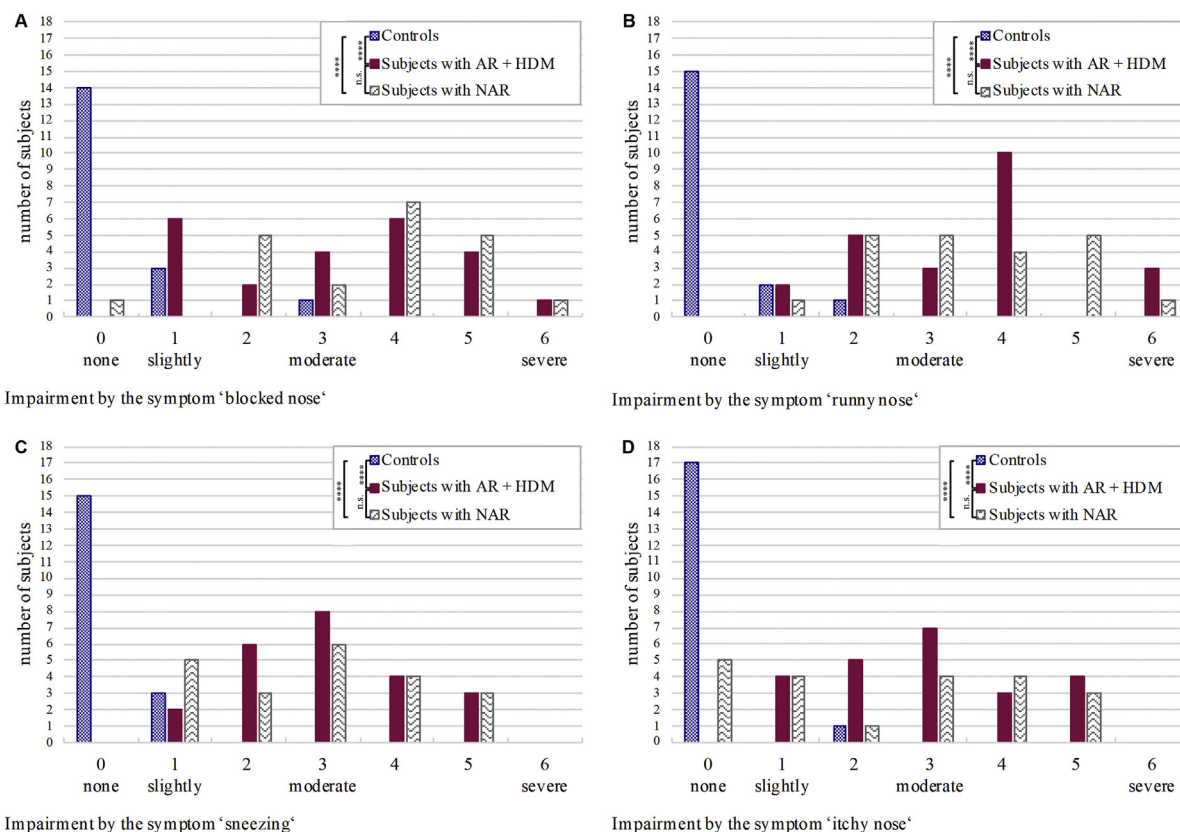 A
number of subjects
18
17
16
15
14
13
12
11
10
9
8
7
6
5
4
3
2
1
0
**** **** n.s.
Controls
Subjects with AR + HDM
Subjects with NAR
0 1 2 3 4 5 6
none slightly moderate severe
Impairment by the symptom ‘blocked nose‘
B
number of subjects
18
17
16
15
14
13
12
11
10
9
8
7
6
5
4
3
2
1
0
**** **** n.s.
Controls
Subjects with AR + HDM
Subjects with NAR
0 1 2 3 4 5 6
none slightly moderate severe
Impairment by the symptom ‘runny nose‘
C
number of subjects
18
17
16
15
14
13
12
11
10
9
8
7
6
5
4
3
2
1
0
**** **** n.s.
Controls
Subjects with AR + HDM
Subjects with NAR
0 1 2 3 4 5 6
none slightly moderate severe
Impairment by the symptom ‘sneezing‘
D
number of subjects
18
17
16
15
14
13
12
11
10
9
8
7
6
5
4
3
2
1
0
**** **** n.s.
Controls
Subjects with AR + HDM
Subjects with NAR
0 1 2 3 4 5 6
none slightly moderate severe
Impairment by the symptom ‘itchy nose‘